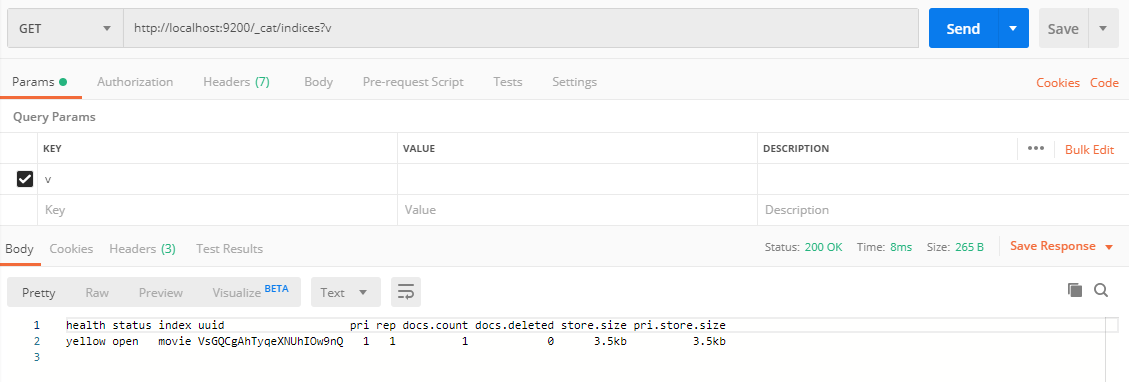 GET http://localhost:9200/_cat/indices?v Send Save
Params Authorization Headers (7) Body Pre-request Script Tests Settings Cookies Code
Query Params
KEY VALUE DESCRIPTION ••• Bulk Edit
v
Key Value Description
Body Cookies Headers (3) Test Results Status: 200 OK Time: 8ms Size: 265 B Save Response
Pretty Raw Preview Visualize BETA Text
1 health status index uuid pri rep docs.count docs.deleted store.size pri.store.size
2 yellow open movie VsGQCgAhTyqeXNUhIOw9nQ 1 1 1 0 3.5kb 3.5kb
3